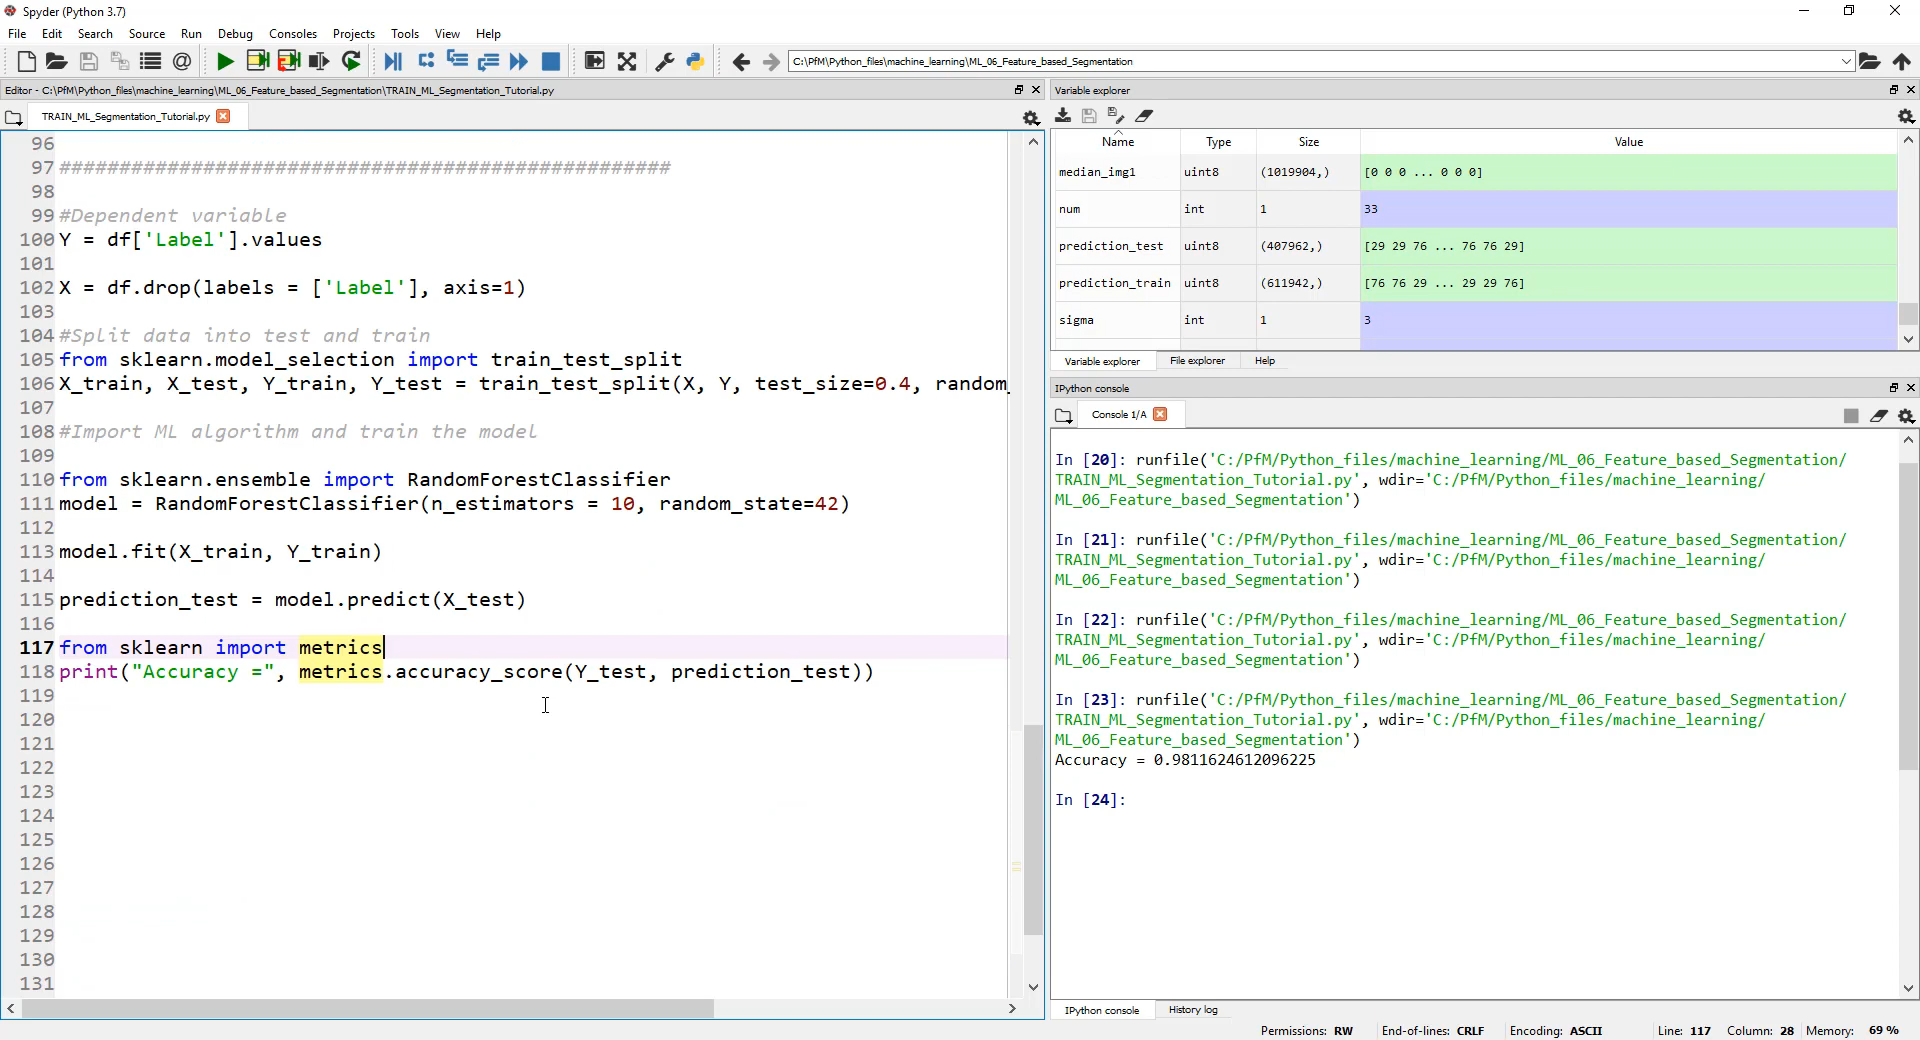 Spyder (Python 3.7)
File Edit Search Source Run Debug Consoles Projects Tools View Help
C:\PfM\Python_files\machine_learning\ML_06_Feature_based_Segmentation
Editor - C:\PfM\Python_files\machine_learning\ML_06_Feature_based_Segmentation\TRAIN_ML_Segmentation_Tutorial.py
TRAIN_ML_Segmentation_Tutorial.py
96
97 ###################################################
98
99 #Dependent variable
100 Y = df['Label'].values
101
102 X = df.drop(labels = ['Label'], axis=1)
103
104 #Split data into test and train
105 from sklearn.model_selection import train_test_split
106 X_train, X_test, Y_train, Y_test = train_test_split(X, Y, test_size=0.4, random_
107
108 #Import ML algorithm and train the model
109
110 from sklearn.ensemble import RandomForestClassifier
111 model = RandomForestClassifier(n_estimators = 10, random_state=42)
112
113 model.fit(X_train, Y_train)
114
115 prediction_test = model.predict(X_test)
116
117 from sklearn import metrics
118 print("Accuracy =", metrics.accuracy_score(Y_test, prediction_test))
119
120
121
122
123
124
125
126
127
128
129
130
131
Variable explorer
Name Type Size Value
median_img1 uint8 (1019904,) [0 0 0 ... 0 0 0]
num int 1 33
prediction_test uint8 (407962,) [29 29 76 ... 76 76 29]
prediction_train uint8 (611942,) [76 76 29 ... 29 29 76]
sigma int 1 3
Variable explorer File explorer Help
IPython console
Console 1/A
In [20]: runfile('C:/PfM/Python_files/machine_learning/ML_06_Feature_based_Segmentation/
TRAIN_ML_Segmentation_Tutorial.py', wdir='C:/PfM/Python_files/machine_learning/
ML_06_Feature_based_Segmentation')
In [21]: runfile('C:/PfM/Python_files/machine_learning/ML_06_Feature_based_Segmentation/
TRAIN_ML_Segmentation_Tutorial.py', wdir='C:/PfM/Python_files/machine_learning/
ML_06_Feature_based_Segmentation')
In [22]: runfile('C:/PfM/Python_files/machine_learning/ML_06_Feature_based_Segmentation/
TRAIN_ML_Segmentation_Tutorial.py', wdir='C:/PfM/Python_files/machine_learning/
ML_06_Feature_based_Segmentation')
In [23]: runfile('C:/PfM/Python_files/machine_learning/ML_06_Feature_based_Segmentation/
TRAIN_ML_Segmentation_Tutorial.py', wdir='C:/PfM/Python_files/machine_learning/
ML_06_Feature_based_Segmentation')
Accuracy = 0.9811624612096225
In [24]:
IPython console History log
Permissions: RW End-of-lines: CRLF Encoding: ASCII Line: 117 Column: 28 Memory: 69 %